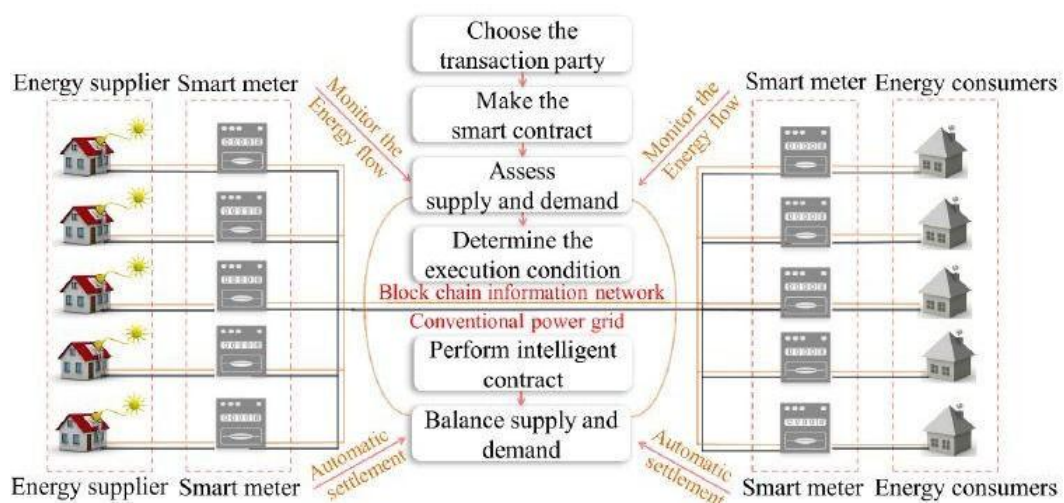 Choose the
transaction party
Energy supplier
Smart meter
Smart meter
Energy consumers
Monitor the
Energy flow
Make the
smart contract
Monitor the
Energy flow
Assess
supply and demand
Determine the
execution condition
Block chain information network
Conventional power grid
Perform intelligent
contract
Balance supply and
demand
Automatic
settlement
Automatic
settlement
Energy supplier
Smart meter
Smart meter
Energy consumers